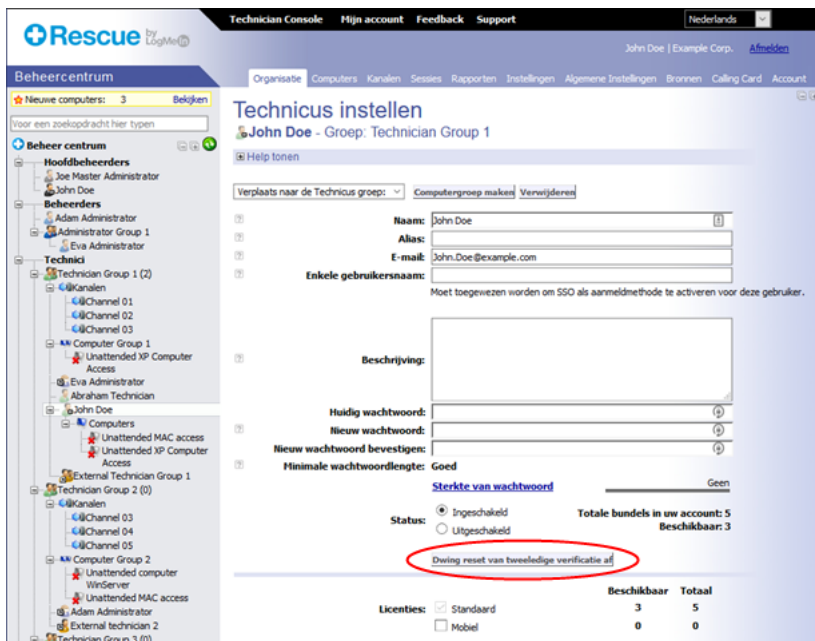 Technician Console Mijn account Feedback Support
Nederlands
Rescue by LogMeIn
John Doe | Example Corp. Afmelden
Beheercentrum
Organisatie Computers Kanalen Sessies Rapporten Instellingen Algemene Instellingen Bronnen Calling Card Account
Nieuwe computers: 3 Bekijken
Voor een zoekopdracht hier typen
Beheer centrum
Hoofdbeheerders
Joe Master Administrator
John Doe
Beheerders
Adam Administrator
Administrator Group 1
Eva Administrator
Technici
Technician Group 1 (2)
Kanalen
Channel 01
Channel 02
Channel 03
Computer Group 1
Unattended XP Computer
Access
Eva Administrator
Abraham Technician
John Doe
Computers
Unattended MAC access
Unattended XP Computer
Access
External Technician Group 1
Technician Group 2 (0)
Kanalen
Channel 03
Channel 04
Channel 05
Computer Group 2
Unattended computer
WinServer
Unattended MAC access
Adam Administrator
External technician 2
Technician Group 3 (0)
Technicus instellen
John Doe - Groep: Technician Group 1
Help tonen
Verplaats naar de Technicus groep: Computergroep maken Verwijderen
Naam: John Doe
Alias:
E-mail: John.Doe@example.com
Enkele gebruikersnaam:
Moet toegewezen worden om SSO als aanmeldmethode te activeren voor deze gebruiker.
Beschrijving:
Huidig wachtwoord:
Nieuw wachtwoord:
Nieuw wachtwoord bevestigen:
Minimale wachtwoordlengte: Goed
Sterkte van wachtwoord Geen
Status: Ingeschakeld
Uitgeschakeld
Totale bundels in uw account: 5
Beschikbaar: 3
Dwing reset van tweeledige verificatie af
Beschikbaar Totaal
Licenties: Standaard 3 5
Mobiel 0 0